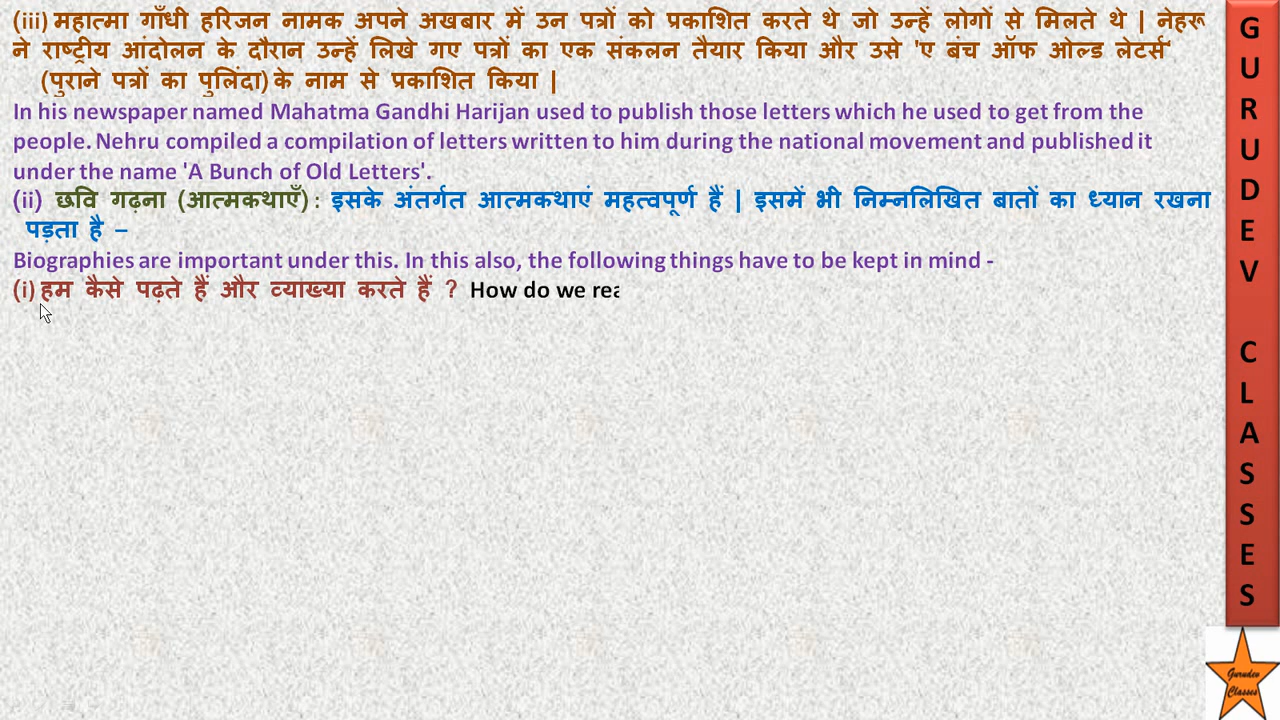 (iii) महात्मा गाँधी हरिजन नामक अपने अखबार में उन पत्रों को प्रकाशित करते थे जो उन्हें लोगों से मिलते थे | नेहरू
ने राष्ट्रीय आंदोलन के दौरान उन्हें लिखे गए पत्रों का एक संकलन तैयार किया और उसे 'ए बंच ऑफ ओल्ड लेटर्स'
(पुराने पत्रों का पुलिंदा) के नाम से प्रकाशित किया |
In his newspaper named Mahatma Gandhi Harijan used to publish those letters which he used to get from the
people. Nehru compiled a compilation of letters written to him during the national movement and published it
under the name 'A Bunch of Old Letters'.
(ii) छवि गढ़ना (आत्मकथाएँ) : इसके अंतर्गत आत्मकथाएं महत्वपूर्ण हैं | इसमें भी निम्नलिखित बातों का ध्यान रखना
पड़ता है –
Biographies are important under this. In this also, the following things have to be kept in mind -
(i) हम कैसे पढ़ते हैं और व्याख्या करते हैं ? How do we
GURUDEV CLASSES
Gurudev
Classes